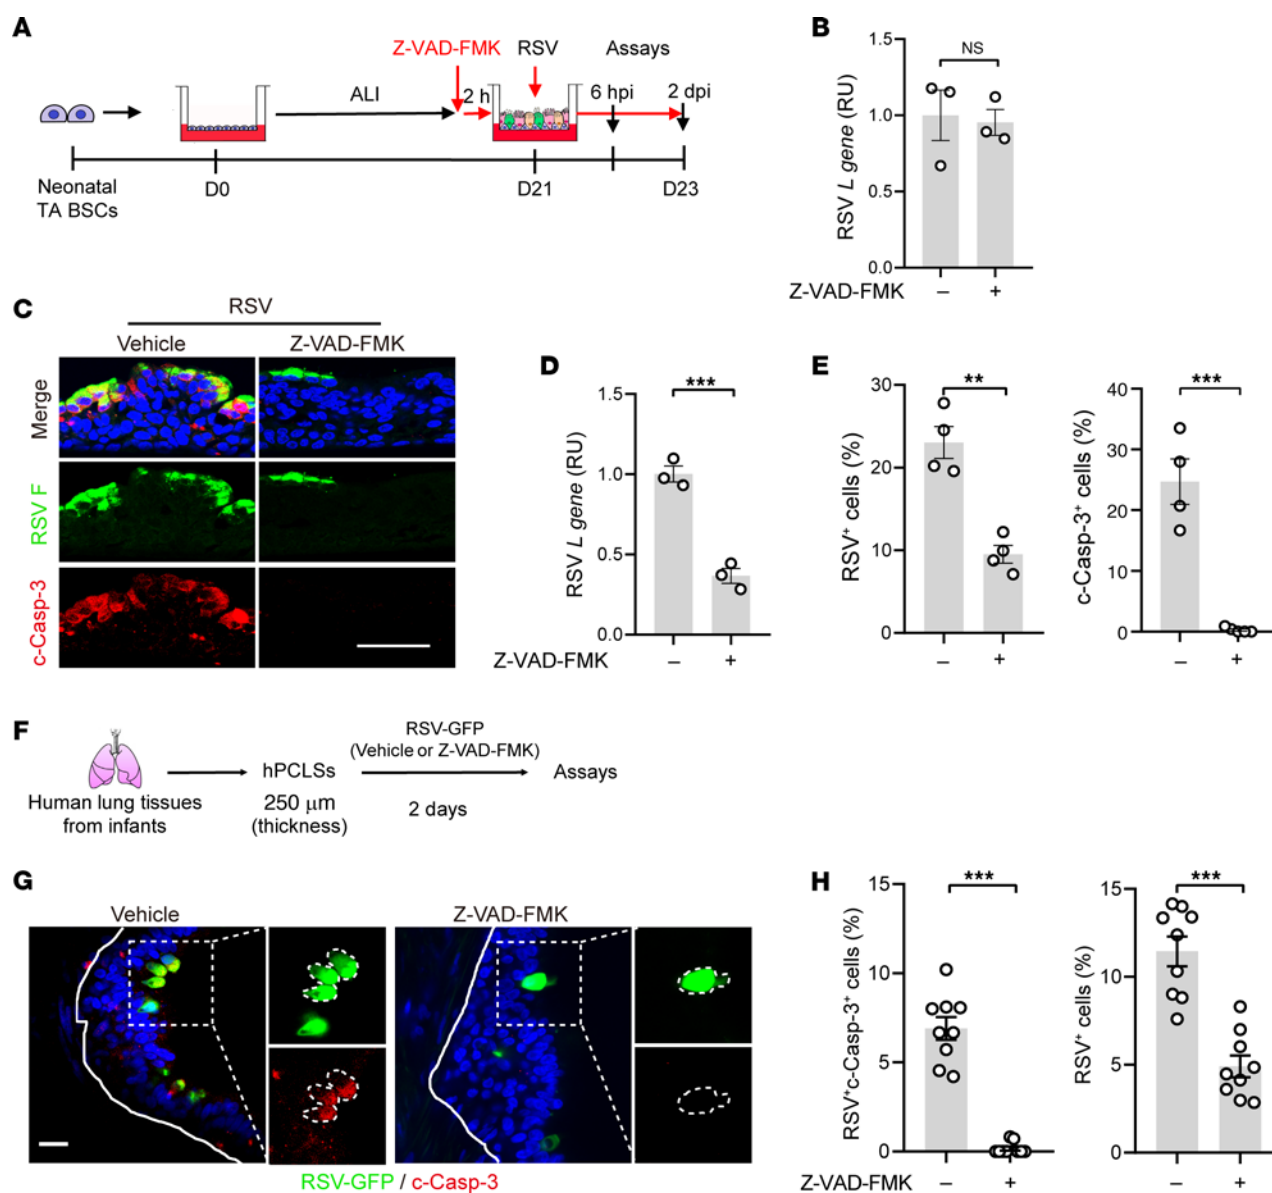 A
Z-VAD-FMK
RSV
Assays
ALI
2 h
6 hpi
2 dpi
Neonatal
TA BSCs
D0
D21
D23
B
RSV L gene (RU)
1.5
1.0
0.5
0.0
NS
Z-VAD-FMK
–
+
C
RSV
Vehicle
Z-VAD-FMK
Merge
RSV F
c-Casp-3
D
RSV L gene (RU)
1.5
1.0
0.5
0.0
***
Z-VAD-FMK
–
+
E
RSV⁺ cells (%)
30
20
10
0
**
–
+
c-Casp-3⁺ cells (%)
40
30
20
10
0
***
–
+
F
Human lung tissues
from infants
hPCLSs
250 μm
(thickness)
RSV-GFP
(Vehicle or Z-VAD-FMK)
2 days
Assays
G
Vehicle
Z-VAD-FMK
RSV-GFP / c-Casp-3
H
RSV⁺c-Casp-3⁺ cells (%)
15
10
5
0
***
Z-VAD-FMK
–
+
RSV⁺ cells (%)
15
10
5
0
***
–
+